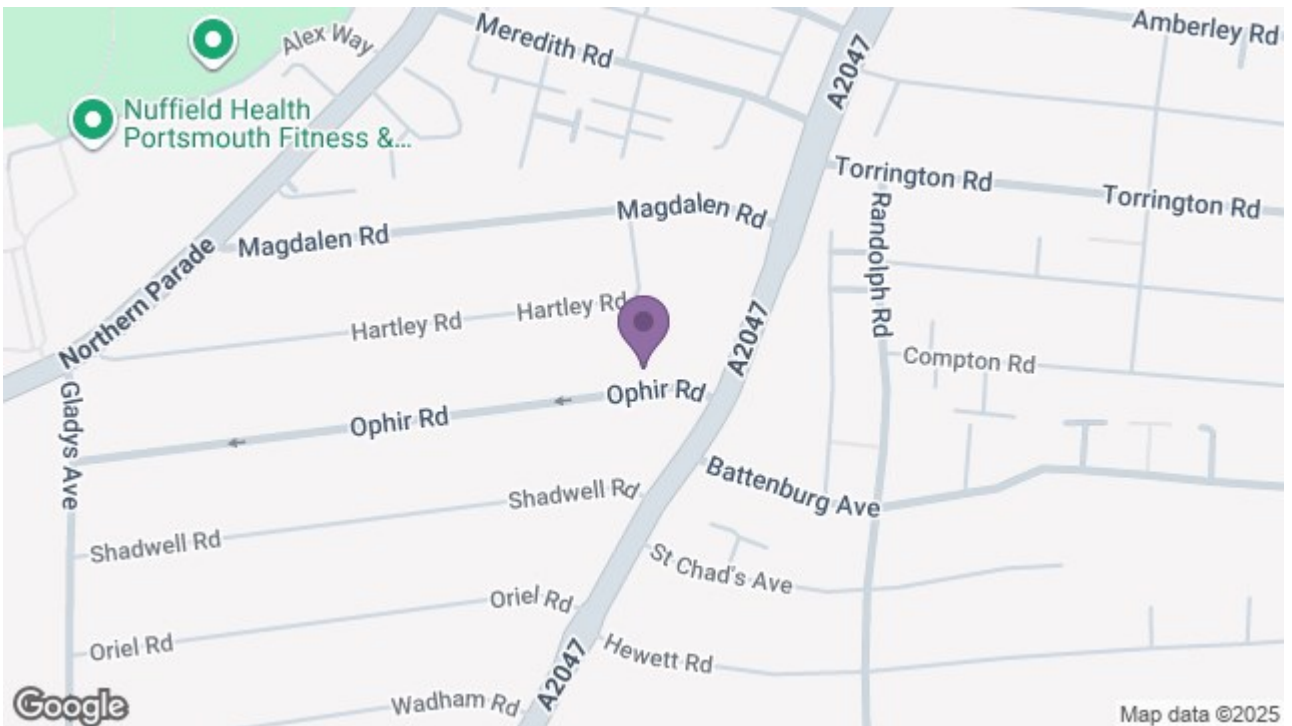 Alex Way
Meredith Rd
A2047
Amberley Rd
Nuffield Health
Portsmouth Fitness &...
Torrington Rd
Torrington Rd
Magdalen Rd
Magdalen Rd
Randolph Rd
Northern Parade
Hartley Rd
Hartley Rd
A2047
Compton Rd
Ophir Rd
Ophir Rd
Gladys Ave
Battenburg Ave
Shadwell Rd
Shadwell Rd
St Chad's Ave
Oriel Rd
Oriel Rd
Hewett Rd
A2047
Wadham Rd
Google
Map data ©2025